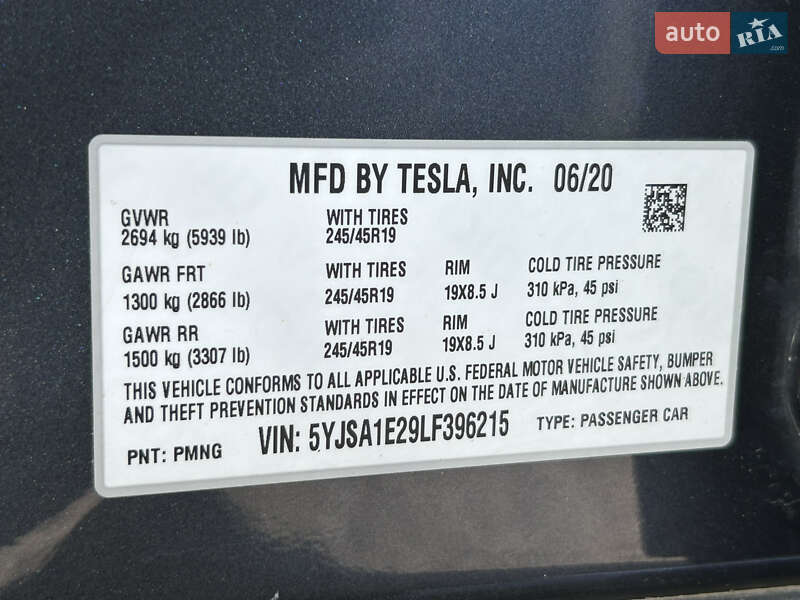 auto RIA.com
MFD BY TESLA, INC. 06/20
GVWR WITH TIRES
2694 kg (5939 lb) 245/45R19
GAWR FRT WITH TIRES RIM COLD TIRE PRESSURE
1300 kg (2866 lb) 245/45R19 19X8.5 J 310 kPa, 45 psi
GAWR RR WITH TIRES RIM COLD TIRE PRESSURE
1500 kg (3307 lb) 245/45R19 19X8.5 J 310 kPa, 45 psi
THIS VEHICLE CONFORMS TO ALL APPLICABLE U.S. FEDERAL MOTOR VEHICLE SAFETY, BUMPER
AND THEFT PREVENTION STANDARDS IN EFFECT ON THE DATE OF MANUFACTURE SHOWN ABOVE.
PNT: PMNG VIN: 5YJSA1E29LF396215 TYPE: PASSENGER CAR